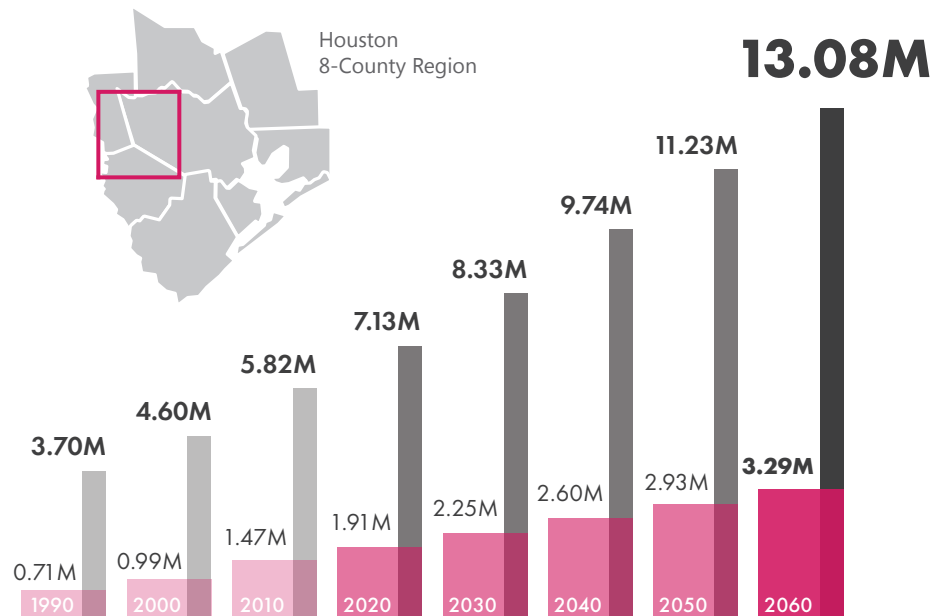 Houston
8-County Region
13.08M
11.23M
9.74M
8.33M
7.13M
5.82M
4.60M
3.70M
3.29M
2.93M
2.60M
2.25M
1.91M
1.47M
0.99M
0.71M
1990 2000 2010 2020 2030 2040 2050 2060